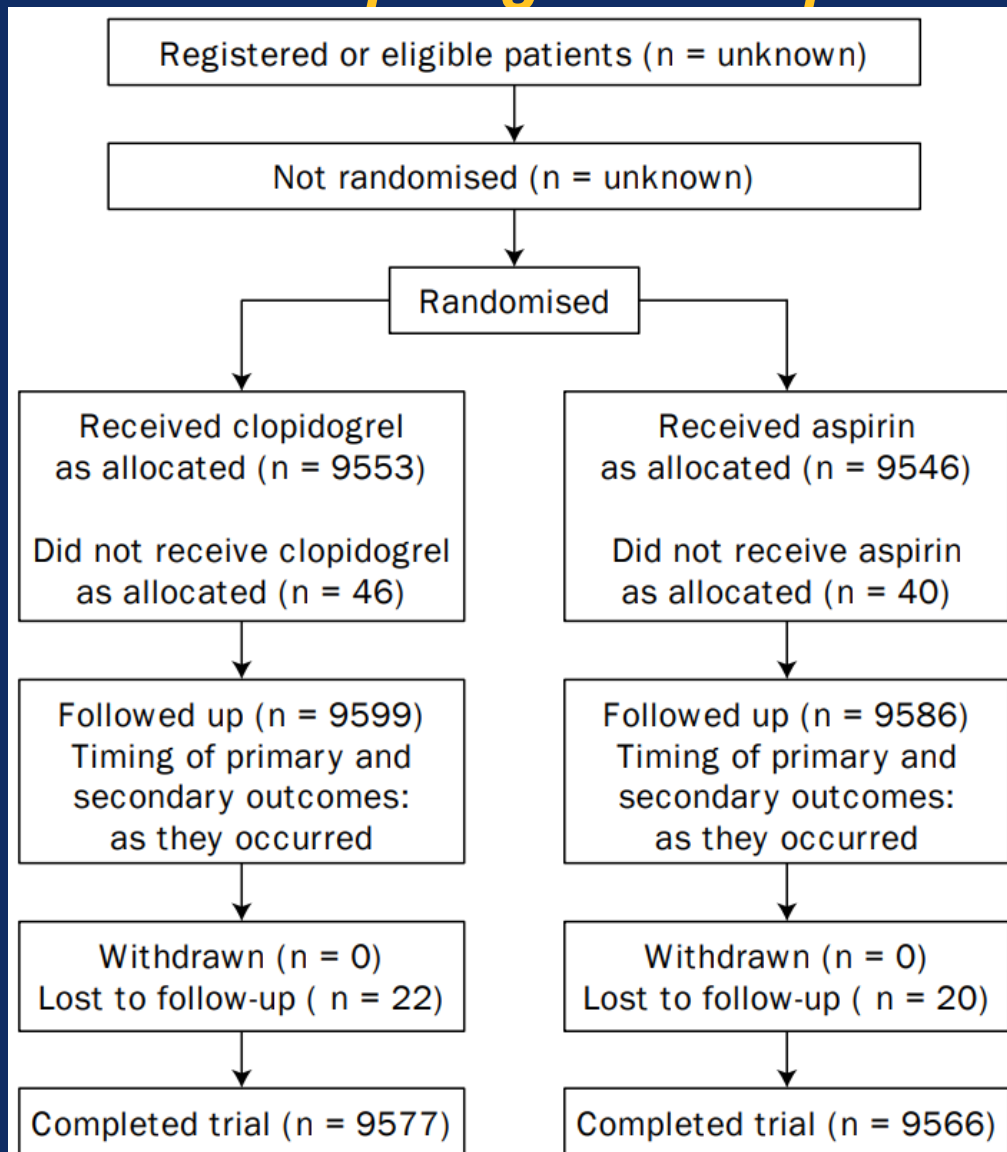 Registered or eligible patients (n = unknown)
Not randomised (n = unknown)
Randomised
Received clopidogrel
as allocated (n = 9553)
Did not receive clopidogrel
as allocated (n = 46)
Received aspirin
as allocated (n = 9546)
Did not receive aspirin
as allocated (n = 40)
Followed up (n = 9599)
Timing of primary and
secondary outcomes:
as they occurred
Followed up (n = 9586)
Timing of primary and
secondary outcomes:
as they occurred
Withdrawn (n = 0)
Lost to follow-up ( n = 22)
Withdrawn (n = 0)
Lost to follow-up ( n = 20)
Completed trial (n = 9577)
Completed trial (n = 9566)